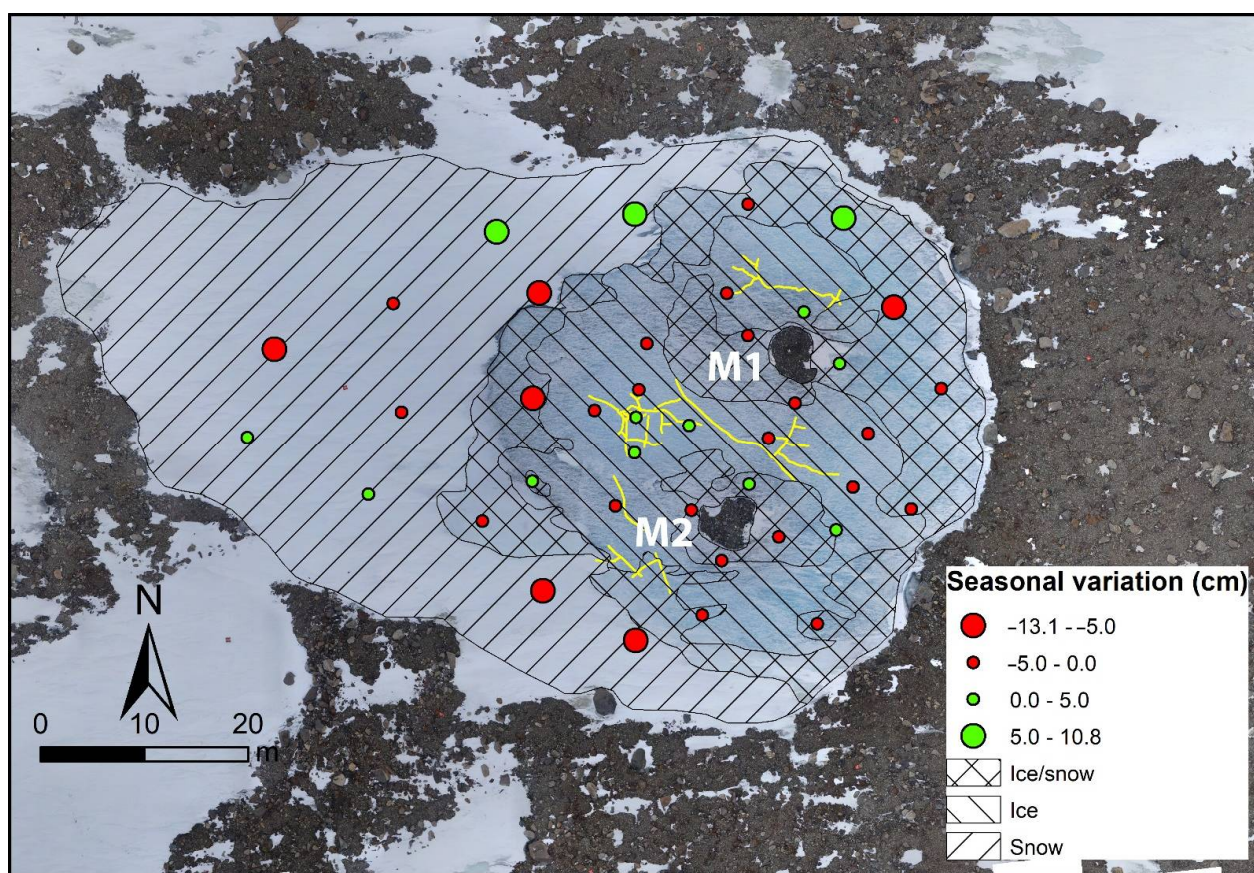 M1
M2
N
0 10 20
m
Seasonal variation (cm)
−13.1 - −5.0
−5.0 - 0.0
0.0 - 5.0
5.0 - 10.8
Ice/snow
Ice
Snow